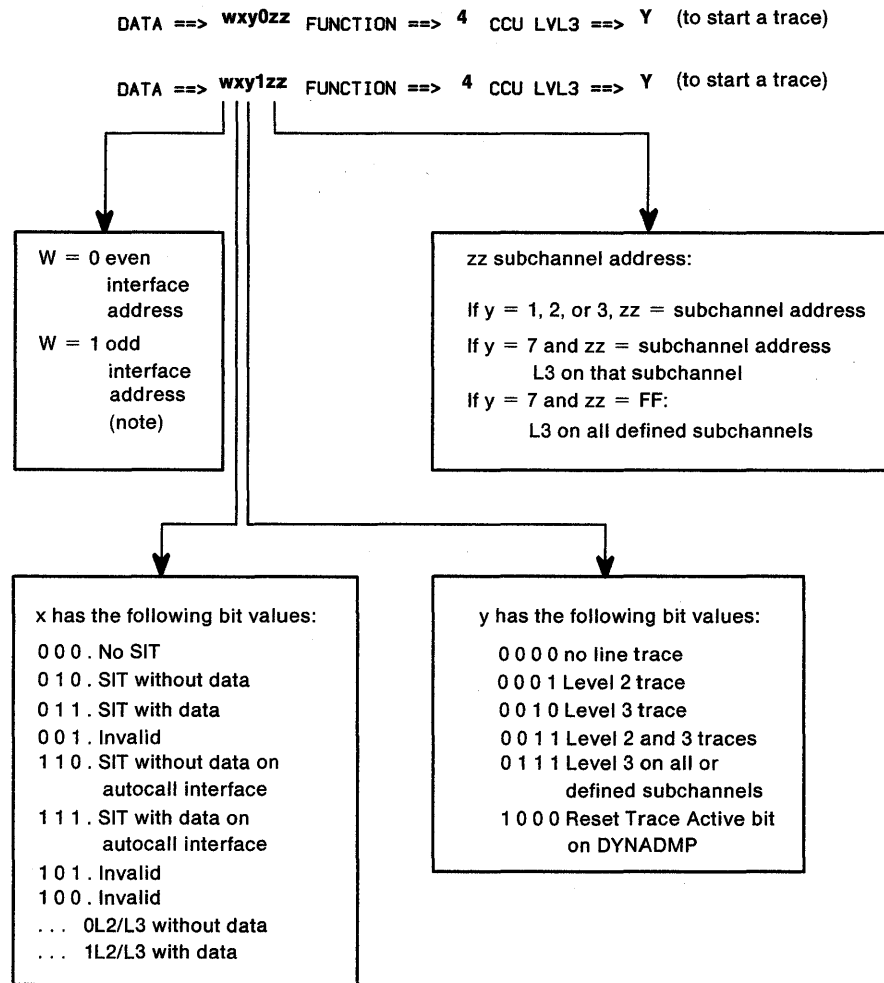 DATA ==> wxy0zz FUNCTION ==> 4 CCU LVL3 ==> Y (to start a trace)
DATA ==> wxy1zz FUNCTION ==> 4 CCU LVL3 ==> Y (to start a trace)
W = 0 even
interface
address
W = 1 odd
interface
address
(note)
zz subchannel address:
If y = 1, 2, or 3, zz = subchannel address
If y = 7 and zz = subchannel address
L3 on that subchannel
If y = 7 and zz = FF:
L3 on all defined subchannels
x has the following bit values:
0 0 0 . No SIT
0 1 0 . SIT without data
0 1 1 . SIT with data
0 0 1 . Invalid
1 1 0 . SIT without data on
autocall interface
1 1 1 . SIT with data on
autocall interface
1 0 1 . Invalid
1 0 0 . Invalid
. . . 0L2/L3 without data
. . . 1L2/L3 with data
y has the following bit values:
0 0 0 0 no line trace
0 0 0 1 Level 2 trace
0 0 1 0 Level 3 trace
0 0 1 1 Level 2 and 3 traces
0 1 1 1 Level 3 on all or
defined subchannels
1 0 0 0 Reset Trace Active bit
on DYNADMP